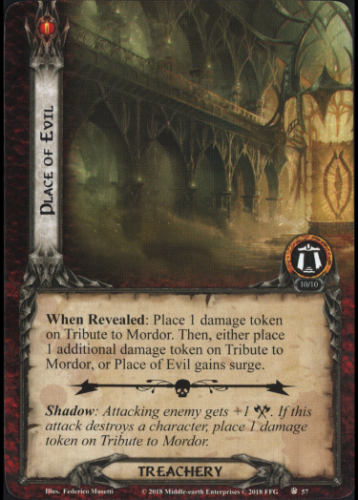 PLACE OF EVIL
10/10
When Revealed: Place 1 damage token
on Tribute to Mordor. Then, either place
1 additional damage token on Tribute to
Mordor, or Place of Evil gains surge.
Shadow: Attacking enemy gets +1 . If this
attack destroys a character, place 1 damage
token on Tribute to Mordor.
TREACHERY
Illus. Federico Musetti © 2018 Middle-earth Enterprises © 2018 FFG 57